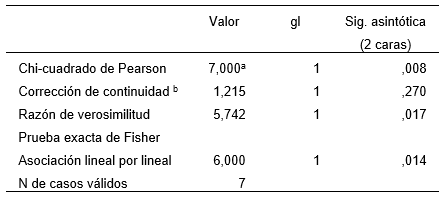 Valor gl Sig. asintótica
(2 caras)
Chi-cuadrado de Pearson 7,000ª 1 ,008
Corrección de continuidad ᵇ 1,215 1 ,270
Razón de verosimilitud 5,742 1 ,017
Prueba exacta de Fisher
Asociación lineal por lineal 6,000 1 ,014
N de casos válidos 7